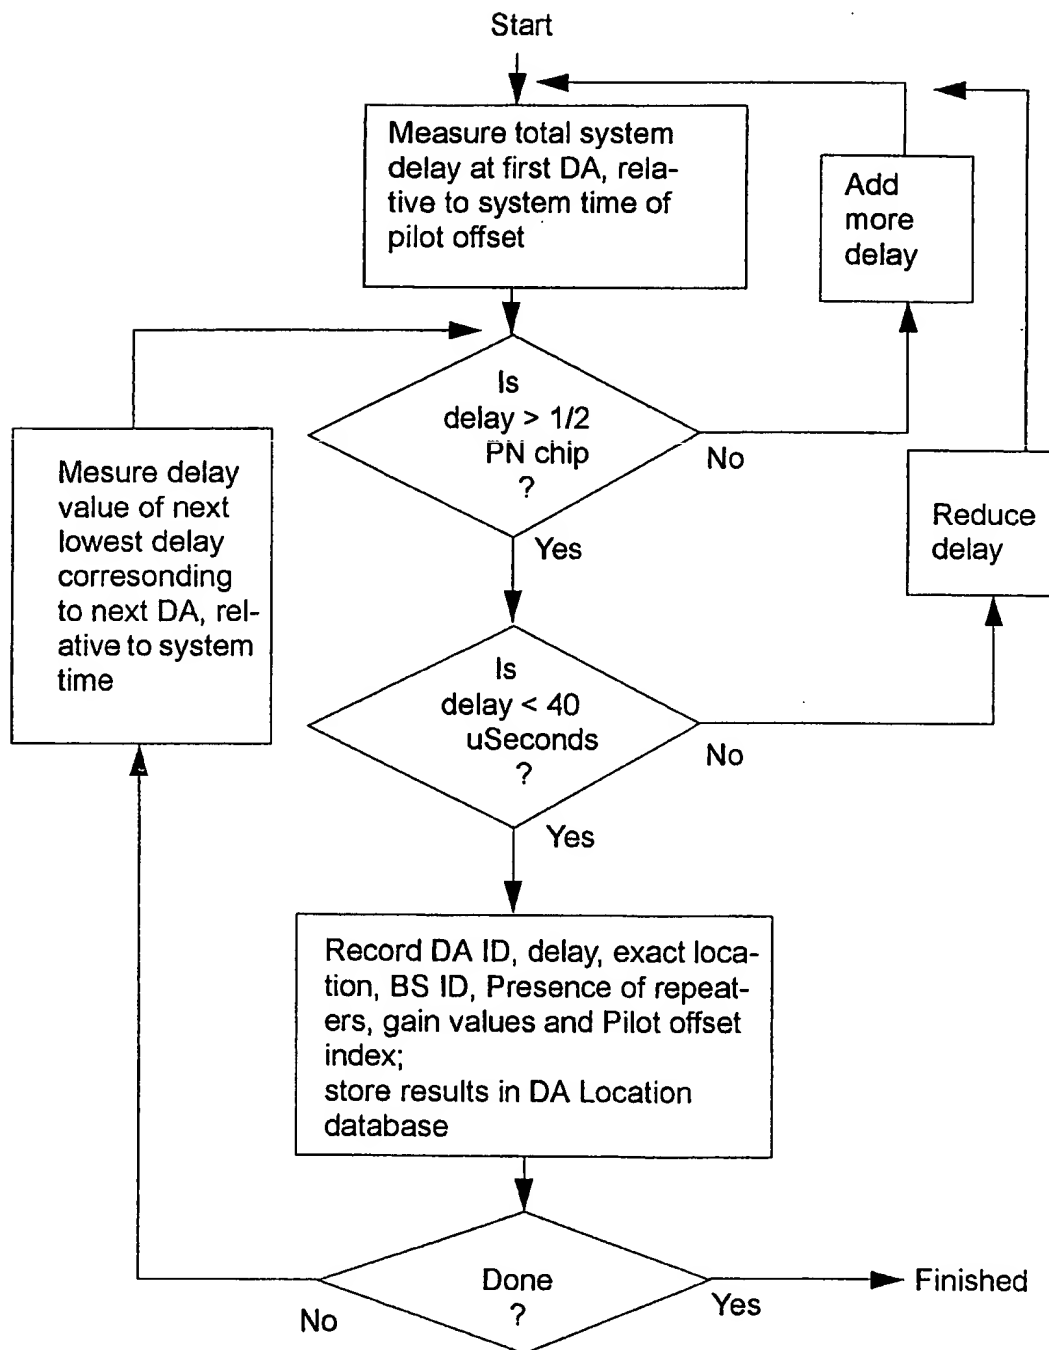 Start
Measure total system
delay at first DA, rela-
tive to system time of
pilot offset
Add
more
delay
Is
delay > 1/2
PN chip
?
No
Yes
Mesure delay
value of next
lowest delay
corresonding
to next DA, rel-
ative to system
time
Reduce
delay
Is
delay < 40
uSeconds
?
No
Yes
Record DA ID, delay, exact loca-
tion, BS ID, Presence of repeat-
ers, gain values and Pilot offset
index;
store results in DA Location
database
Done
?
No
Yes
Finished